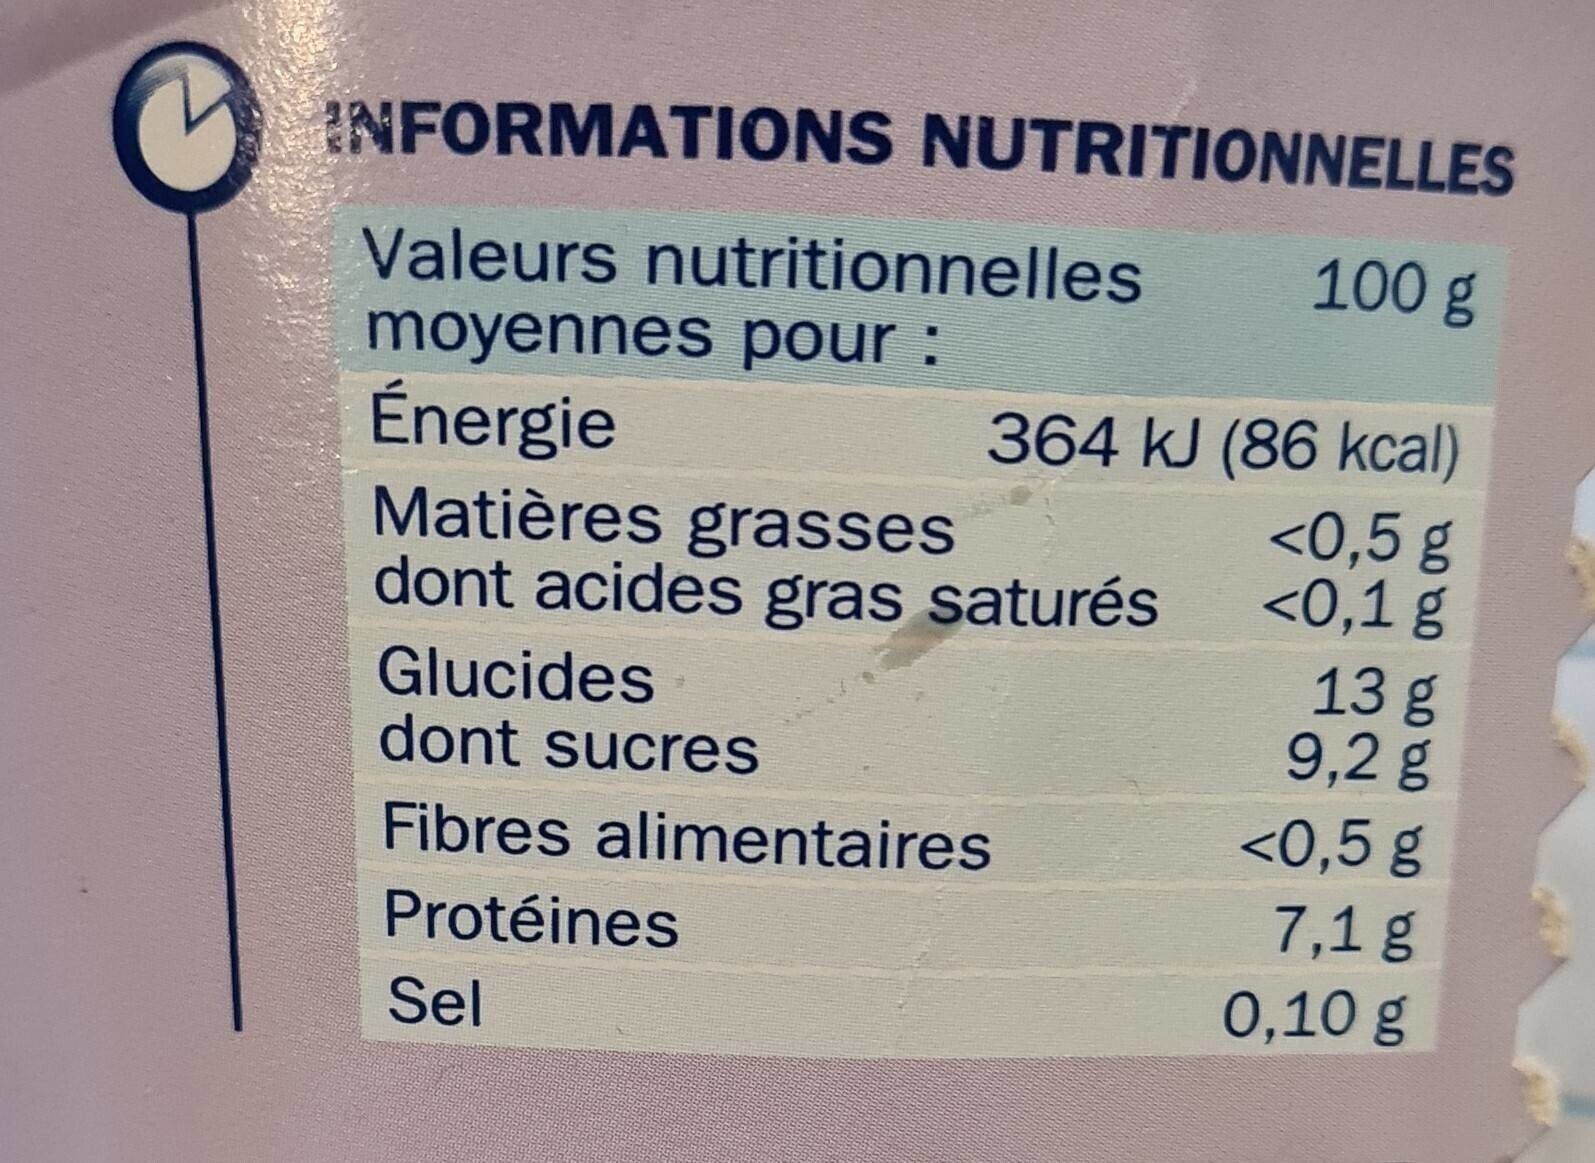 INFORMATIONS NUTRITIONNELLES
Valeurs nutritionnelles 100 g
moyennes pour :
Énergie 364 kJ (86 kcal)
Matières grasses <0,5 g
dont acides gras saturés <0,1 g
Glucides 13 g
dont sucres 9,2 g
Fibres alimentaires <0,5 g
Protéines 7,1 g
Sel 0,10 g